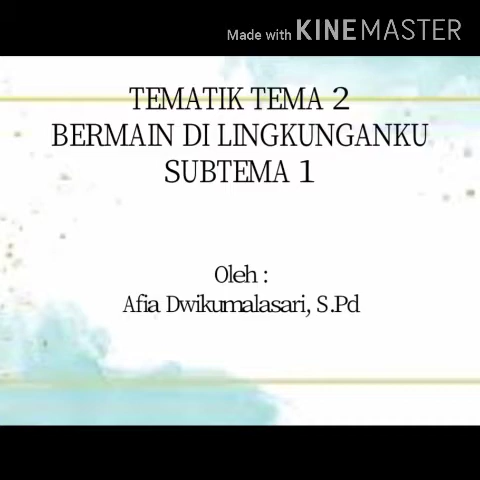 Made with KINEMASTER
TEMATIK TEMA 2
BERMAIN DI LINGKUNGANKU
SUBTEMA 1
Oleh :
Afia Dwikumalasari, S.Pd